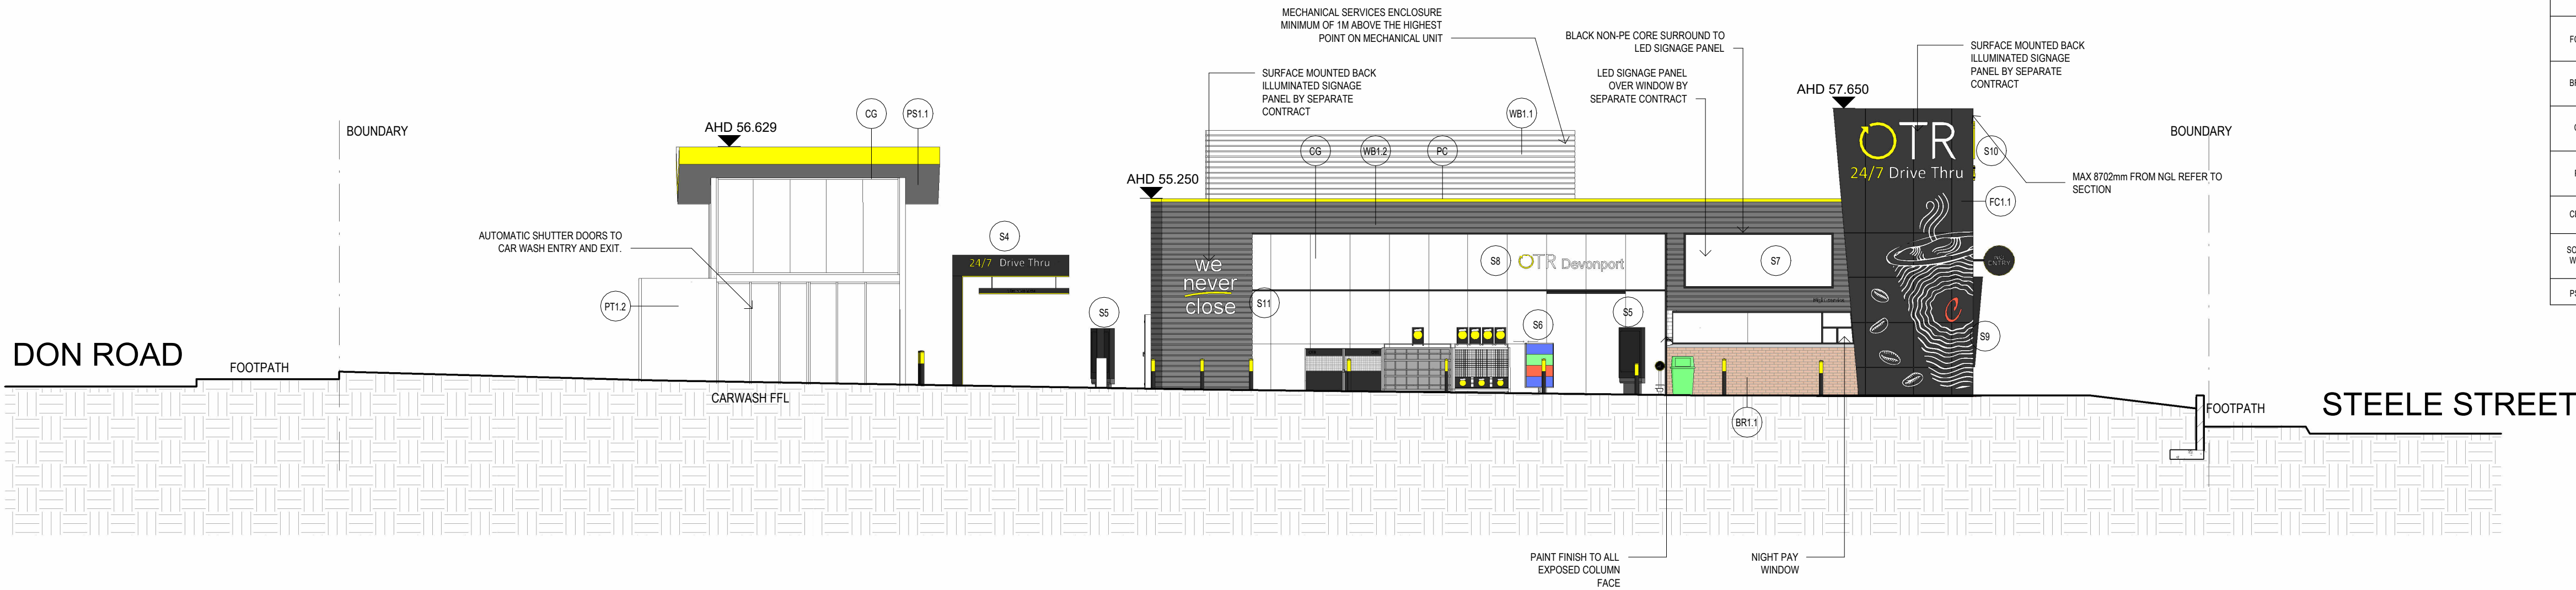 MECHANICAL SERVICES ENCLOSURE
MINIMUM OF 1M ABOVE THE HIGHEST
POINT ON MECHANICAL UNIT
BLACK NON-PE CORE SURROUND TO
LED SIGNAGE PANEL
SURFACE MOUNTED BACK
ILLUMINATED SIGNAGE
PANEL BY SEPARATE
CONTRACT
SURFACE MOUNTED BACK
ILLUMINATED SIGNAGE
PANEL BY SEPARATE
CONTRACT
LED SIGNAGE PANEL
OVER WINDOW BY
SEPARATE CONTRACT
AHD 57.650
AHD 56.629
CG
PS1.1
WB1.1
BOUNDARY
BOUNDARY
OTR
24/7 Drive Thru
S10
CG
WB1.2
PC
AHD 55.250
MAX 8702mm FROM NGL REFER TO
SECTION
FC1.1
AUTOMATIC SHUTTER DOORS TO
CAR WASH ENTRY AND EXIT.
S4
24/7 Drive Thru
we
never
close
S11
S8
OTR Devonport
S7
ENTRY
PT1.2
S5
S6
S5
S9
DON ROAD
FOOTPATH
CARWASH FFL
BR1.1
FOOTPATH
STEELE STREET
PAINT FINISH TO ALL
EXPOSED COLUMN
FACE
NIGHT PAY
WINDOW